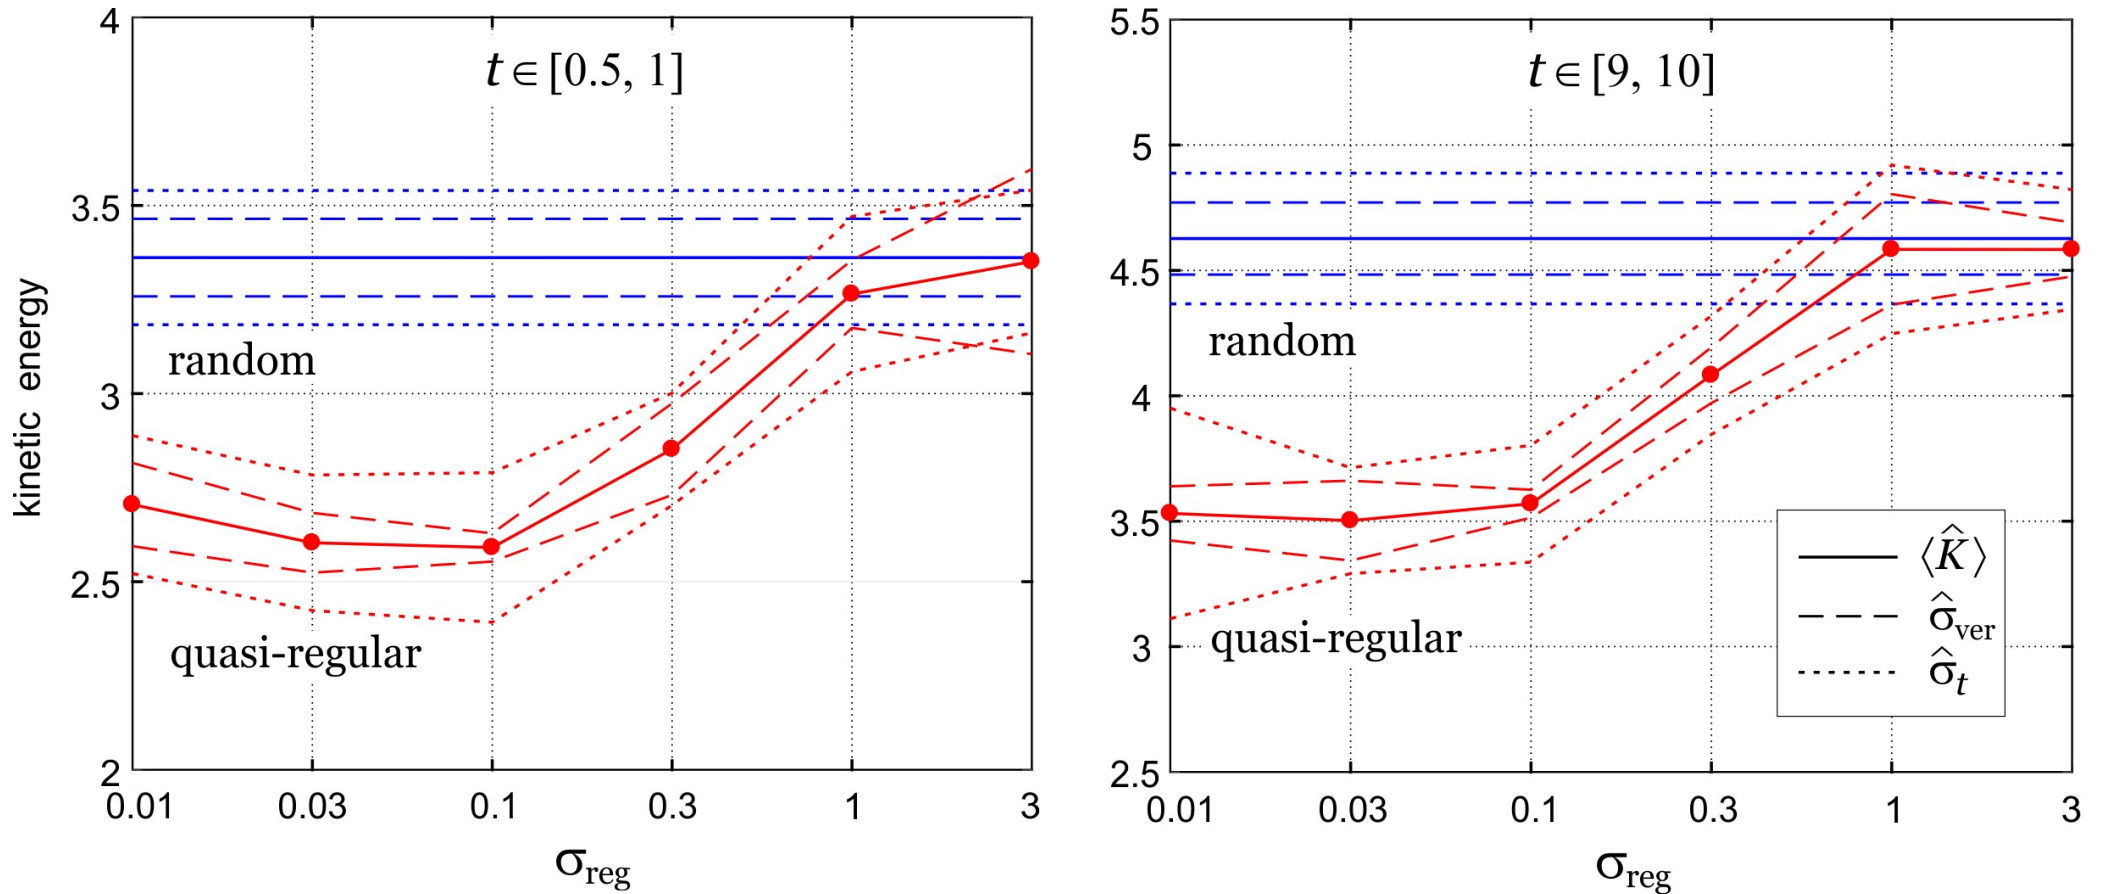 t ∈ [0.5, 1]
kinetic energy
4
3.5
3
2.5
2
random
quasi-regular
0.01 0.03 0.1 0.3 1 3
σreg
t ∈ [9, 10]
5.5
5
4.5
4
3.5
3
2.5
random
quasi-regular
⟨K̂⟩
σ̂ver
σ̂t
0.01 0.03 0.1 0.3 1 3
σreg